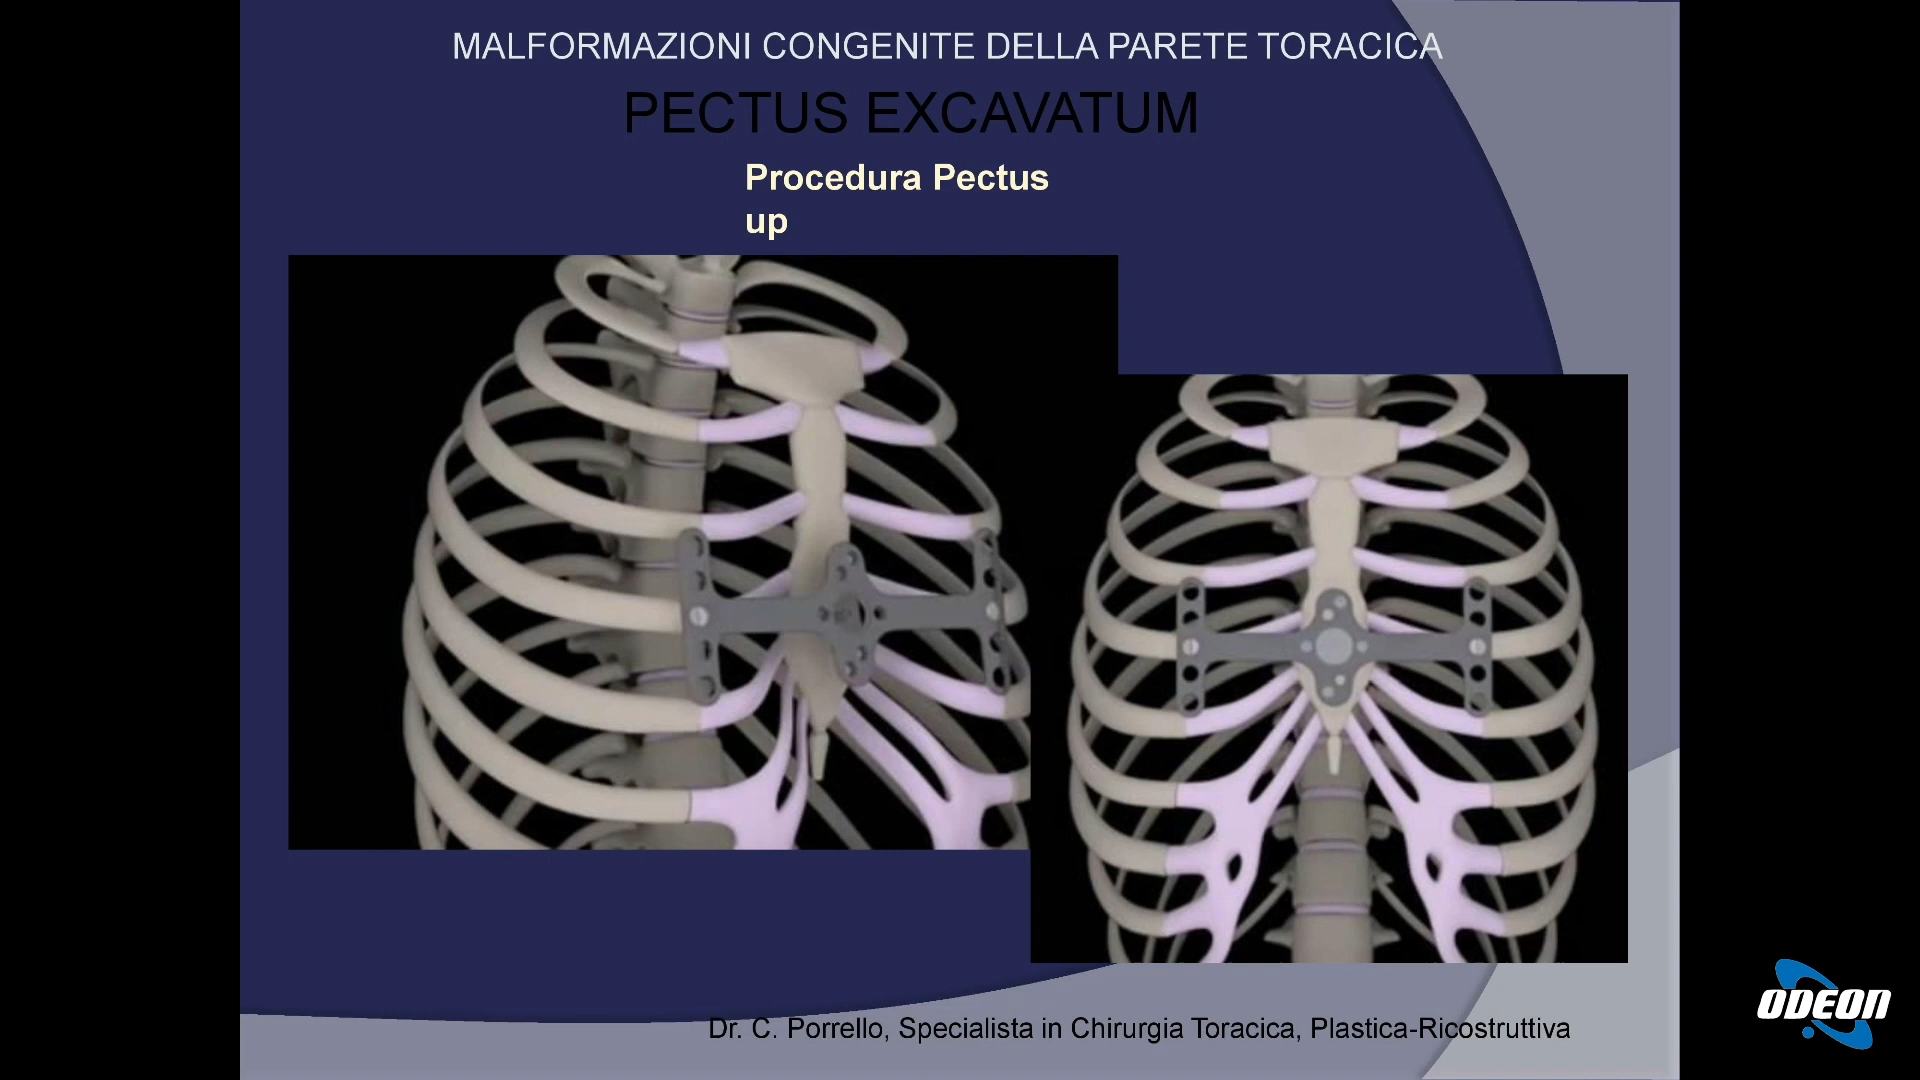 MALFORMAZIONI CONGENITE DELLA PARETE TORACICA
PECTUS EXCAVATUM
Procedura Pectus
up
Dr. C. Porrello, Specialista in Chirurgia Toracica, Plastica-Ricostruttiva
ODEON